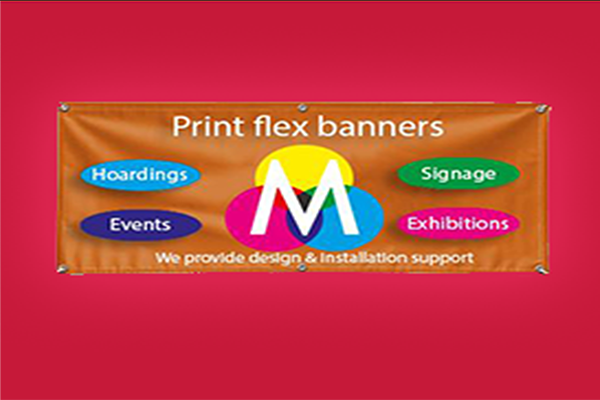 Print flex banners
Hoardings
Signage
M
Events
Exhibitions
We provide design & installation support